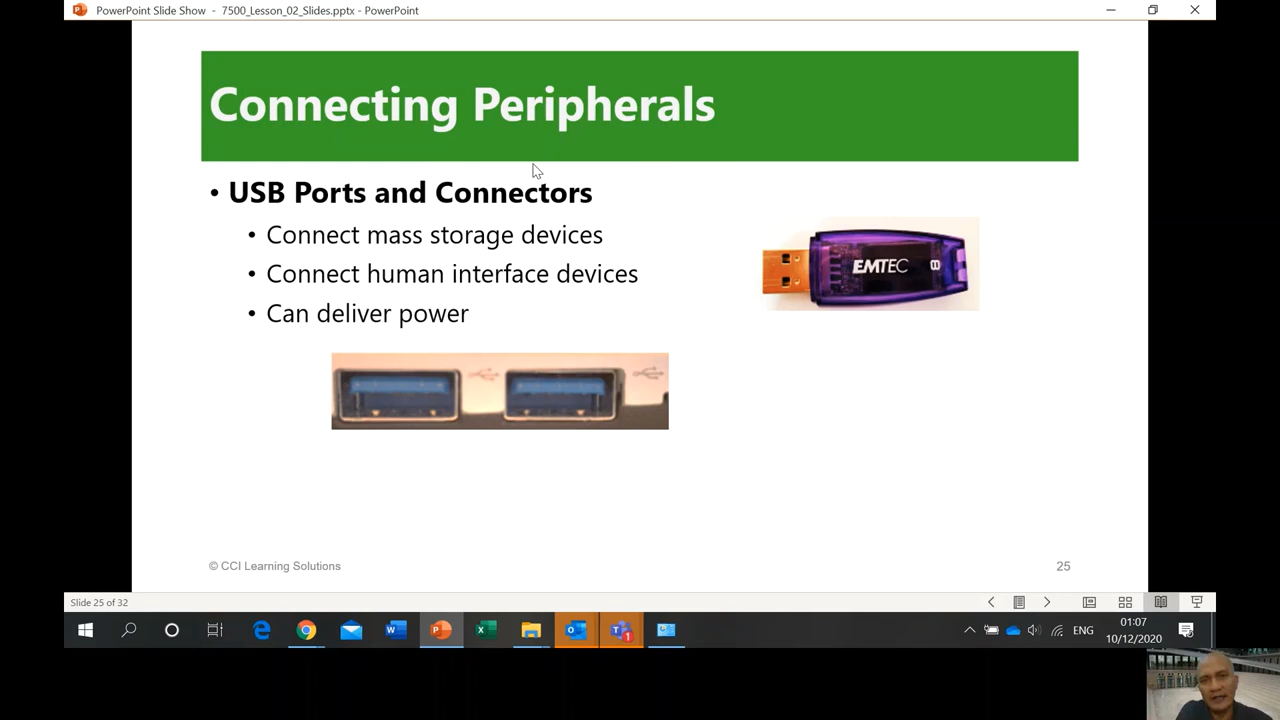 PowerPoint Slide Show - 7500_Lesson_02_Slides.pptx - PowerPoint
Connecting Peripherals
• USB Ports and Connectors
• Connect mass storage devices
• Connect human interface devices
• Can deliver power
EMTEC
© CCI Learning Solutions
25
Slide 25 of 32
ENG
01:07
10/12/2020
1